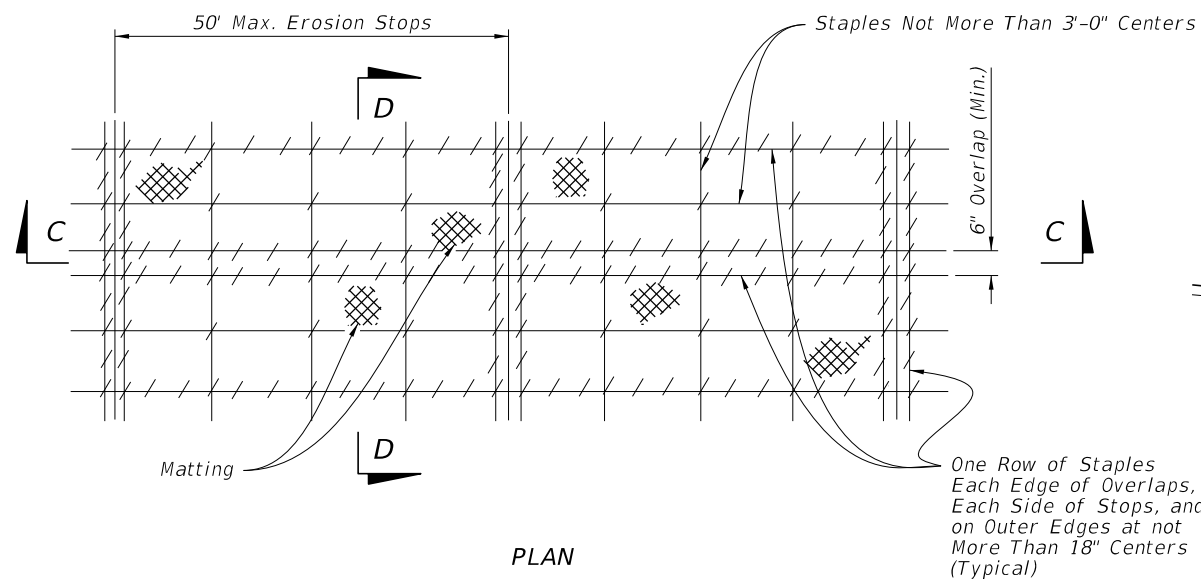 50' Max. Erosion Stops
Staples Not More Than 3'-0" Centers
D
6" Overlap (Min.)
C
C
D
Matting
One Row of Staples
Each Edge of Overlaps,
Each Side of Stops, and
on Outer Edges at not
More Than 18" Centers
(Typical)
PLAN